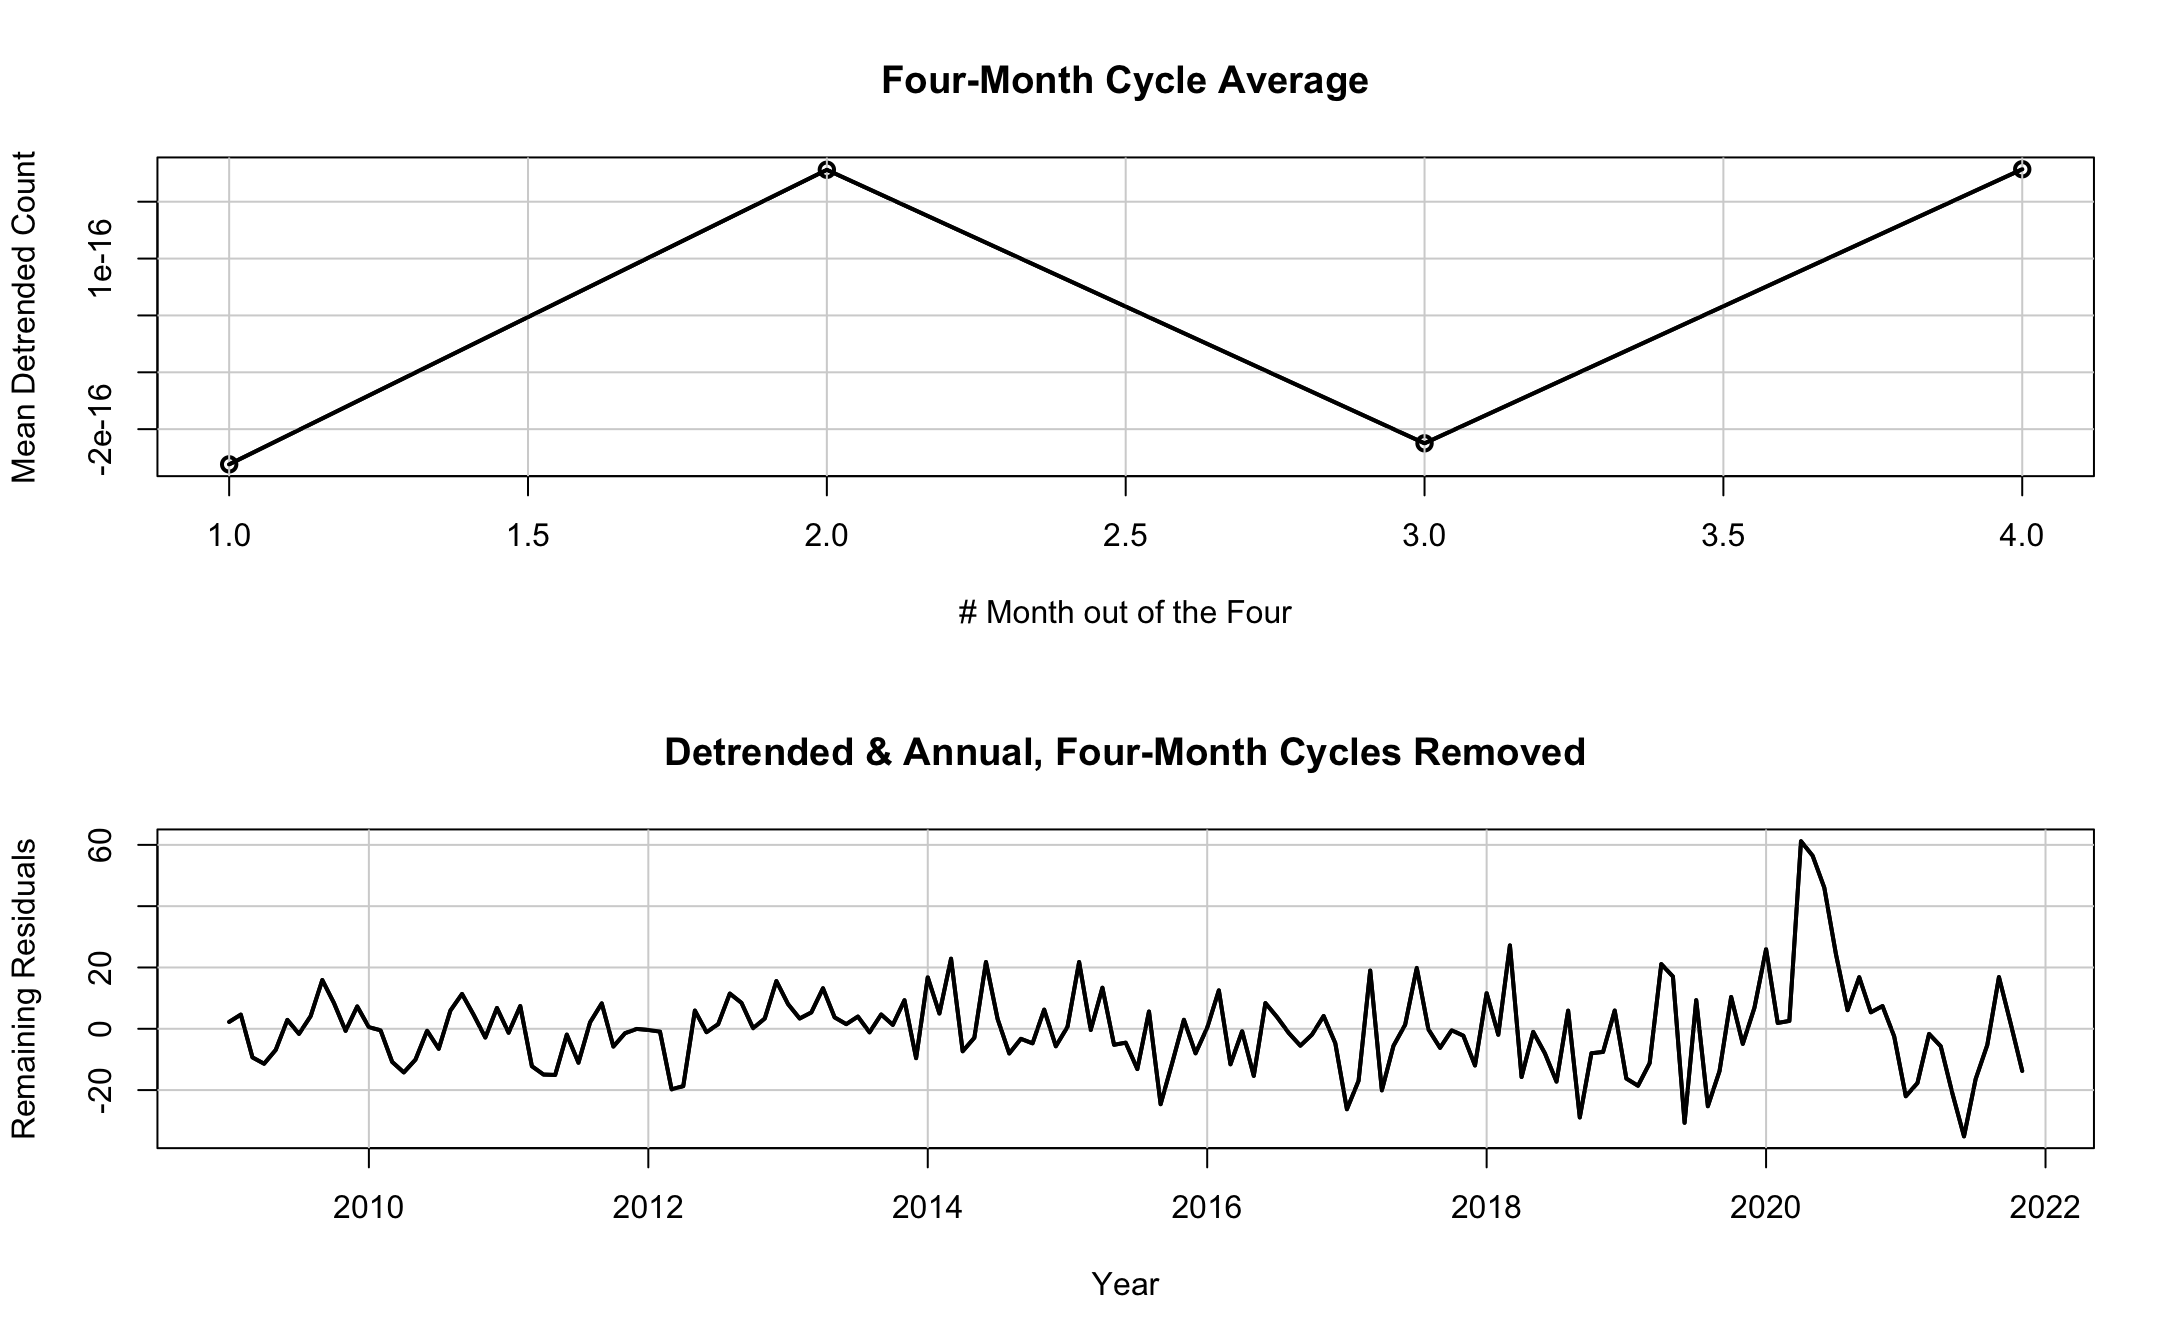 Four-Month Cycle Average
Mean Detrended Count
1e-16
-2e-16
1.0 1.5 2.0 2.5 3.0 3.5 4.0
# Month out of the Four
Detrended & Annual, Four-Month Cycles Removed
Remaining Residuals
60
20
0
-20
2010 2012 2014 2016 2018 2020 2022
Year